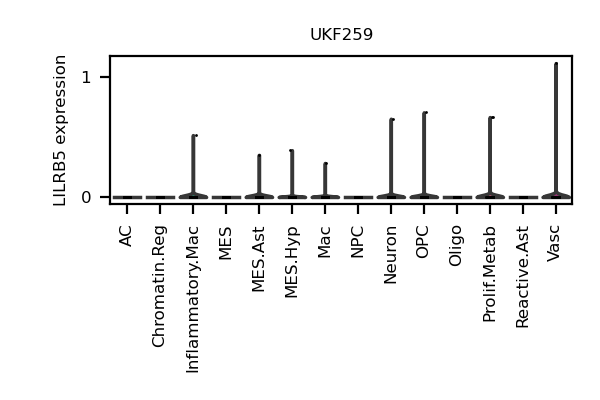 UKF259
LILRB5 expression
1
0
AC
Chromatin.Reg
Inflammatory.Mac
MES
MES.Ast
MES.Hyp
Mac
NPC
Neuron
OPC
Oligo
Prolif.Metab
Reactive.Ast
Vasc